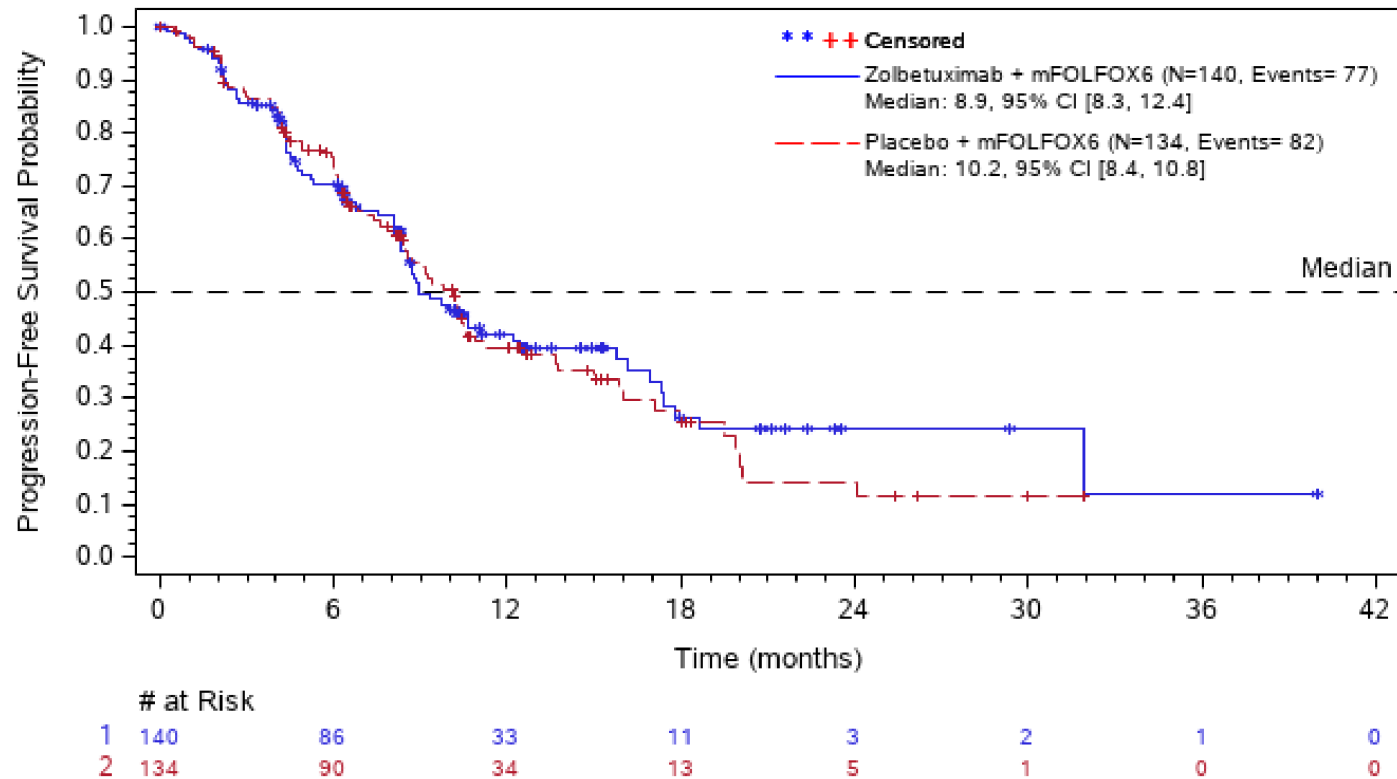 Progression-Free Survival Probability
1.0
0.9
0.8
0.7
0.6
0.5
0.4
0.3
0.2
0.1
0.0
** ++ Censored
Zolbetuximab + mFOLFOX6 (N=140, Events= 77)
Median: 8.9, 95% CI [8.3, 12.4]
Placebo + mFOLFOX6 (N=134, Events= 82)
Median: 10.2, 95% CI [8.4, 10.8]
Median
0 6 12 18 24 30 36 42
Time (months)
# at Risk
1 140 86 33 11 3 2 1 0
2 134 90 34 13 5 1 0 0